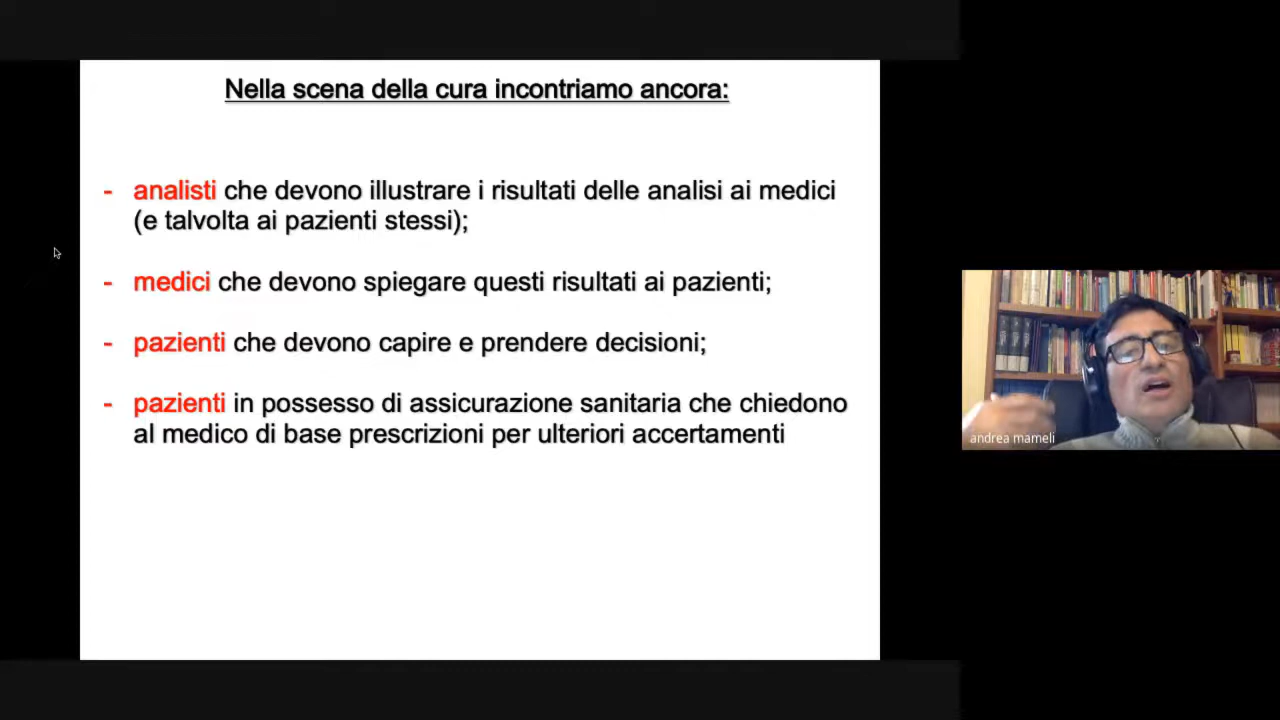 Nella scena della cura incontriamo ancora:
- analisti che devono illustrare i risultati delle analisi ai medici
(e talvolta ai pazienti stessi);
- medici che devono spiegare questi risultati ai pazienti;
- pazienti che devono capire e prendere decisioni;
- pazienti in possesso di assicurazione sanitaria che chiedono
al medico di base prescrizioni per ulteriori accertamenti
andrea mameli